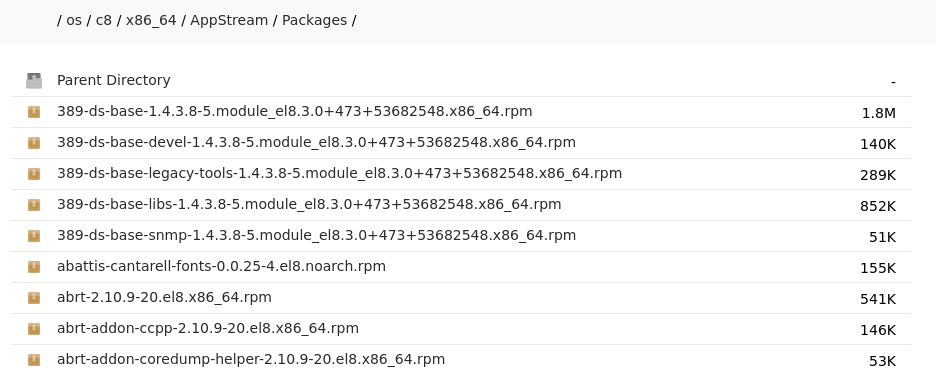 / os / c8 / x86_64 / AppStream / Packages /
Parent Directory -
389-ds-base-1.4.3.8-5.module_el8.3.0+473+53682548.x86_64.rpm 1.8M
389-ds-base-devel-1.4.3.8-5.module_el8.3.0+473+53682548.x86_64.rpm 140K
389-ds-base-legacy-tools-1.4.3.8-5.module_el8.3.0+473+53682548.x86_64.rpm 289K
389-ds-base-libs-1.4.3.8-5.module_el8.3.0+473+53682548.x86_64.rpm 852K
389-ds-base-snmp-1.4.3.8-5.module_el8.3.0+473+53682548.x86_64.rpm 51K
abattis-cantarell-fonts-0.0.25-4.el8.noarch.rpm 155K
abrt-2.10.9-20.el8.x86_64.rpm 541K
abrt-addon-ccpp-2.10.9-20.el8.x86_64.rpm 146K
abrt-addon-coredump-helper-2.10.9-20.el8.x86_64.rpm 53K